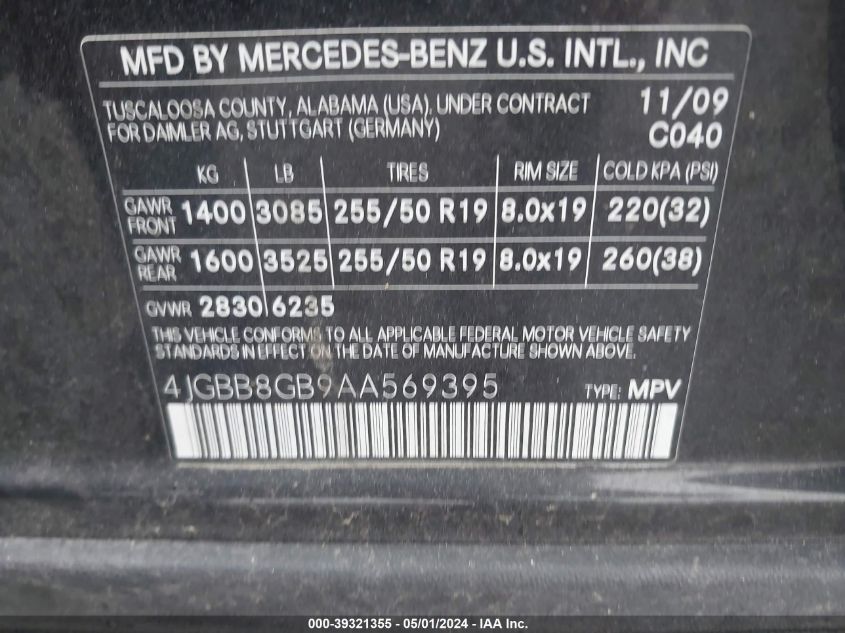 MFD BY MERCEDES-BENZ U.S. INTL., INC
TUSCALOOSA COUNTY, ALABAMA (USA), UNDER CONTRACT 11/09
FOR DAIMLER AG, STUTTGART (GERMANY) C040
KG LB TIRES RIM SIZE COLD KPA (PSI)
GAWR FRONT 1400 3085 255/50 R19 8.0x19 220(32)
GAWR REAR 1600 3525 255/50 R19 8.0x19 260(38)
GVWR 2830 6235
THIS VEHICLE CONFORMS TO ALL APPLICABLE FEDERAL MOTOR VEHICLE SAFETY
STANDARDS IN EFFECT ON THE DATE OF MANUFACTURE SHOWN ABOVE.
4JGBB8GB9AA569395 TYPE: MPV
000-39321355 - 05/01/2024 - IAA Inc.